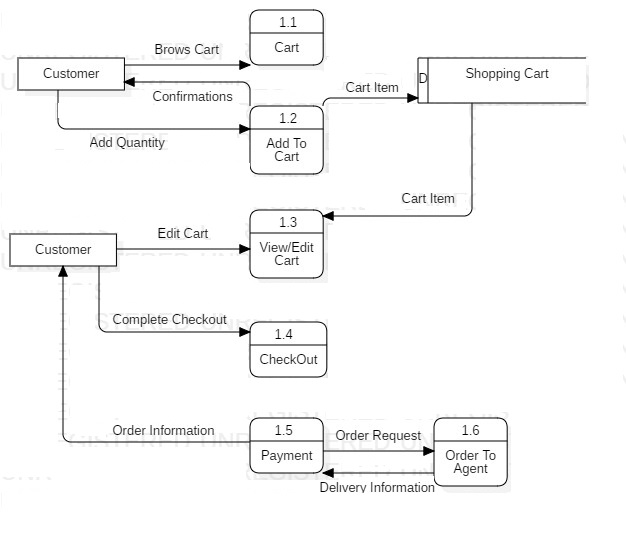 1.1
Brows Cart
Cart
Customer
D
Shopping Cart
Confirmations
Cart Item
1.2
Add Quantity
Add To
Cart
Cart Item
1.3
Edit Cart
Customer
View/Edit
Cart
Complete Checkout
1.4
CheckOut
Order Information
1.5
Order Request
1.6
Payment
Order To
Agent
Delivery Information